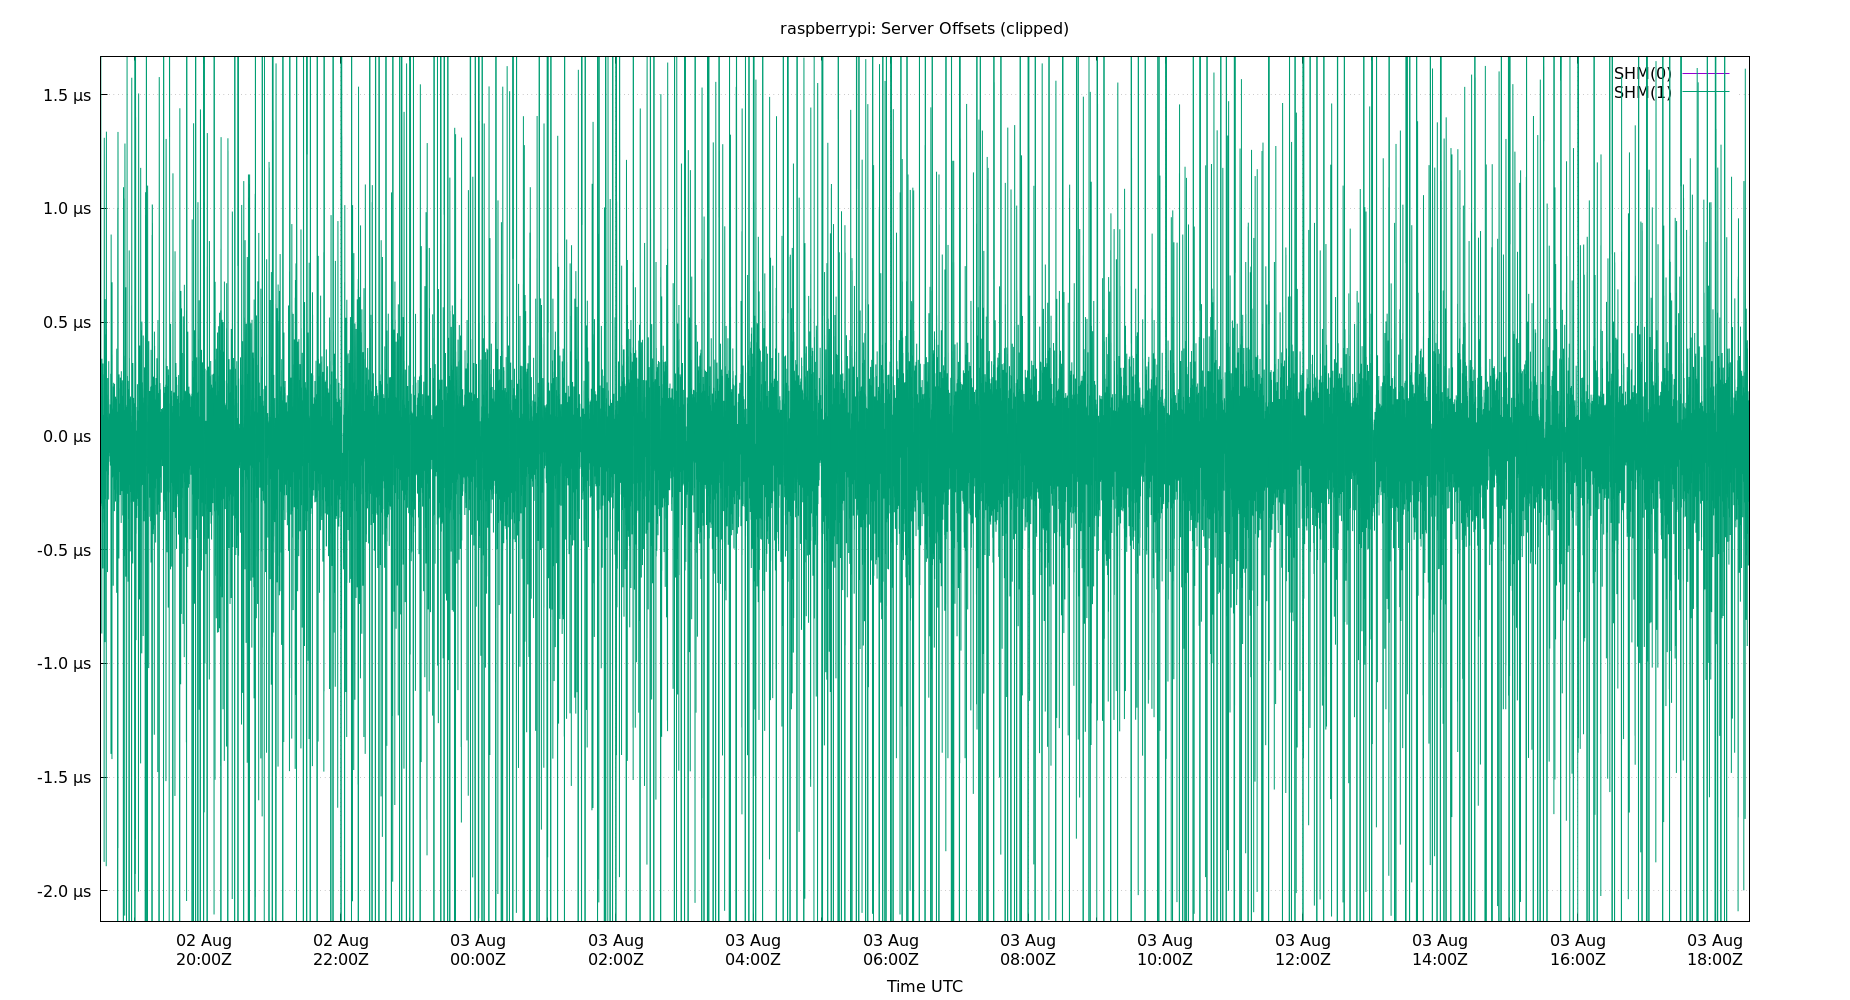 raspberrypi: Server Offsets (clipped)
SHM(0)
SHM(1)
1.5 µs
1.0 µs
0.5 µs
0.0 µs
-0.5 µs
-1.0 µs
-1.5 µs
-2.0 µs
02 Aug 02 Aug 03 Aug 03 Aug 03 Aug 03 Aug 03 Aug 03 Aug 03 Aug 03 Aug 03 Aug 03 Aug
20:00Z 22:00Z 00:00Z 02:00Z 04:00Z 06:00Z 08:00Z 10:00Z 12:00Z 14:00Z 16:00Z 18:00Z
Time UTC